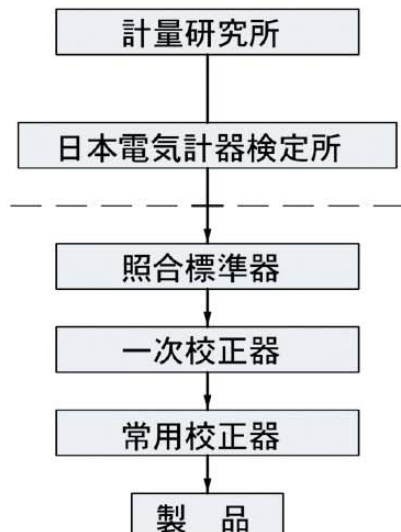 計量研究所
日本電気計器検定所
照合標準器
一次校正器
常用校正器
製　品